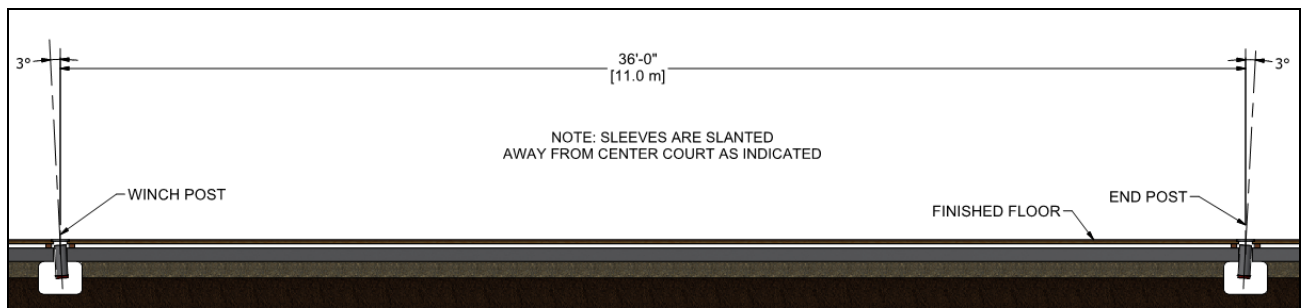 3°
36'-0"
[11.0 m]
3°
NOTE: SLEEVES ARE SLANTED
AWAY FROM CENTER COURT AS INDICATED
WINCH POST
END POST
FINISHED FLOOR